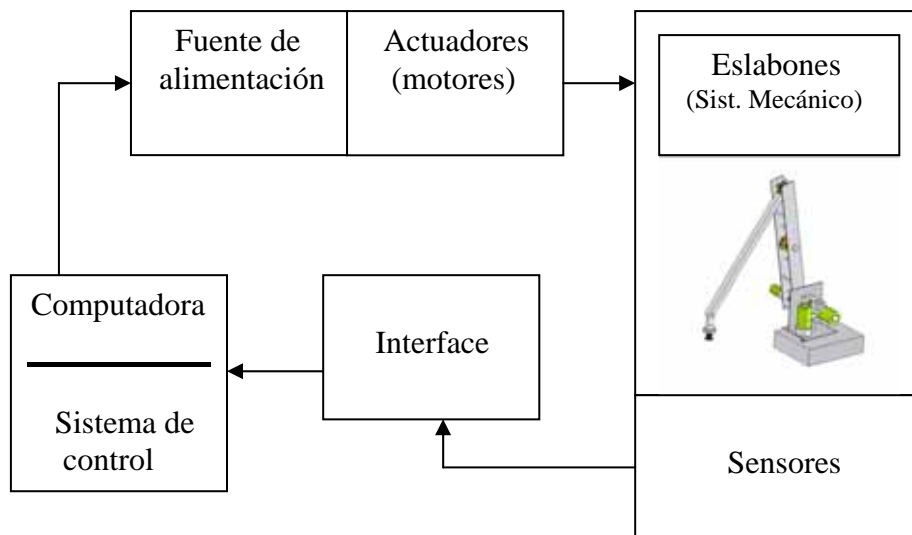 Fuente de
alimentación
Actuadores
(motores)
Eslabones
(Sist. Mecánico)
Computadora
Sistema de
control
Interface
Sensores